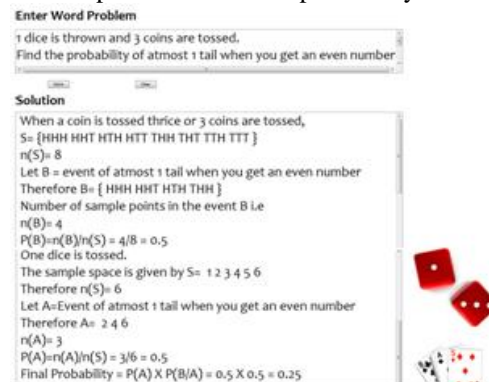 Enter Word Problem
1 dice is thrown and 3 coins are tossed.
Find the probability of atmost 1 tail when you get an even number
Solution
When a coin is tossed thrice or 3 coins are tossed,
S= {HHH HHT HTH HTT THH THT TTH TTT }
n(S)= 8
Let B = event of atmost 1 tail when you get an even number
Therefore B= { HHH HHT HTH THH }
Number of sample points in the event B i.e
n(B)= 4
P(B)=n(B)/n(S) = 4/8 = 0.5
One dice is tossed.
The sample space is given by S= 1 2 3 4 5 6
Therefore n(S)= 6
Let A=Event of atmost 1 tail when you get an even number
Therefore A= 2 4 6
n(A)= 3
P(A)=n(A)/n(S) = 3/6 = 0.5
Final Probability = P(A) X P(B/A) = 0.5 X 0.5 = 0.25